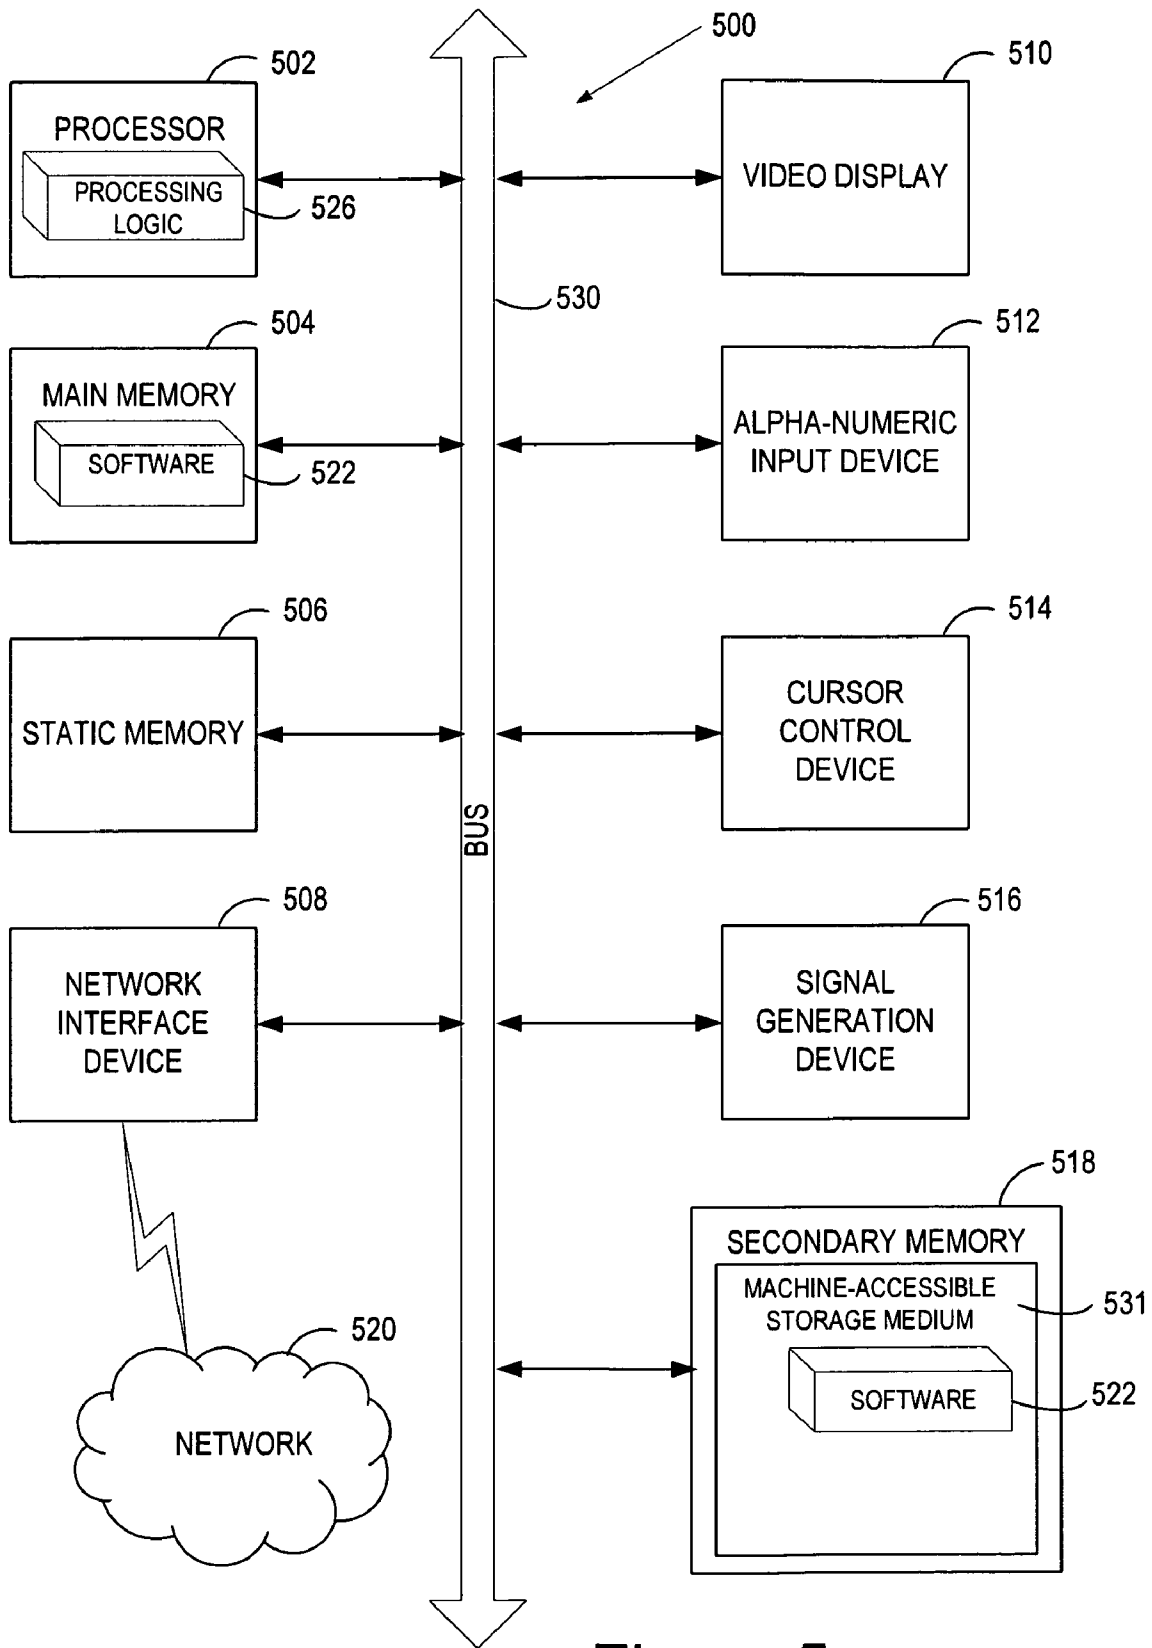 500
502
PROCESSOR
PROCESSING
LOGIC
526
510
VIDEO DISPLAY
530
504
MAIN MEMORY
SOFTWARE
522
512
ALPHA-NUMERIC
INPUT DEVICE
506
STATIC MEMORY
514
CURSOR
CONTROL
DEVICE
BUS
508
NETWORK
INTERFACE
DEVICE
516
SIGNAL
GENERATION
DEVICE
518
SECONDARY MEMORY
MACHINE-ACCESSIBLE
STORAGE MEDIUM
531
SOFTWARE
522
520
NETWORK